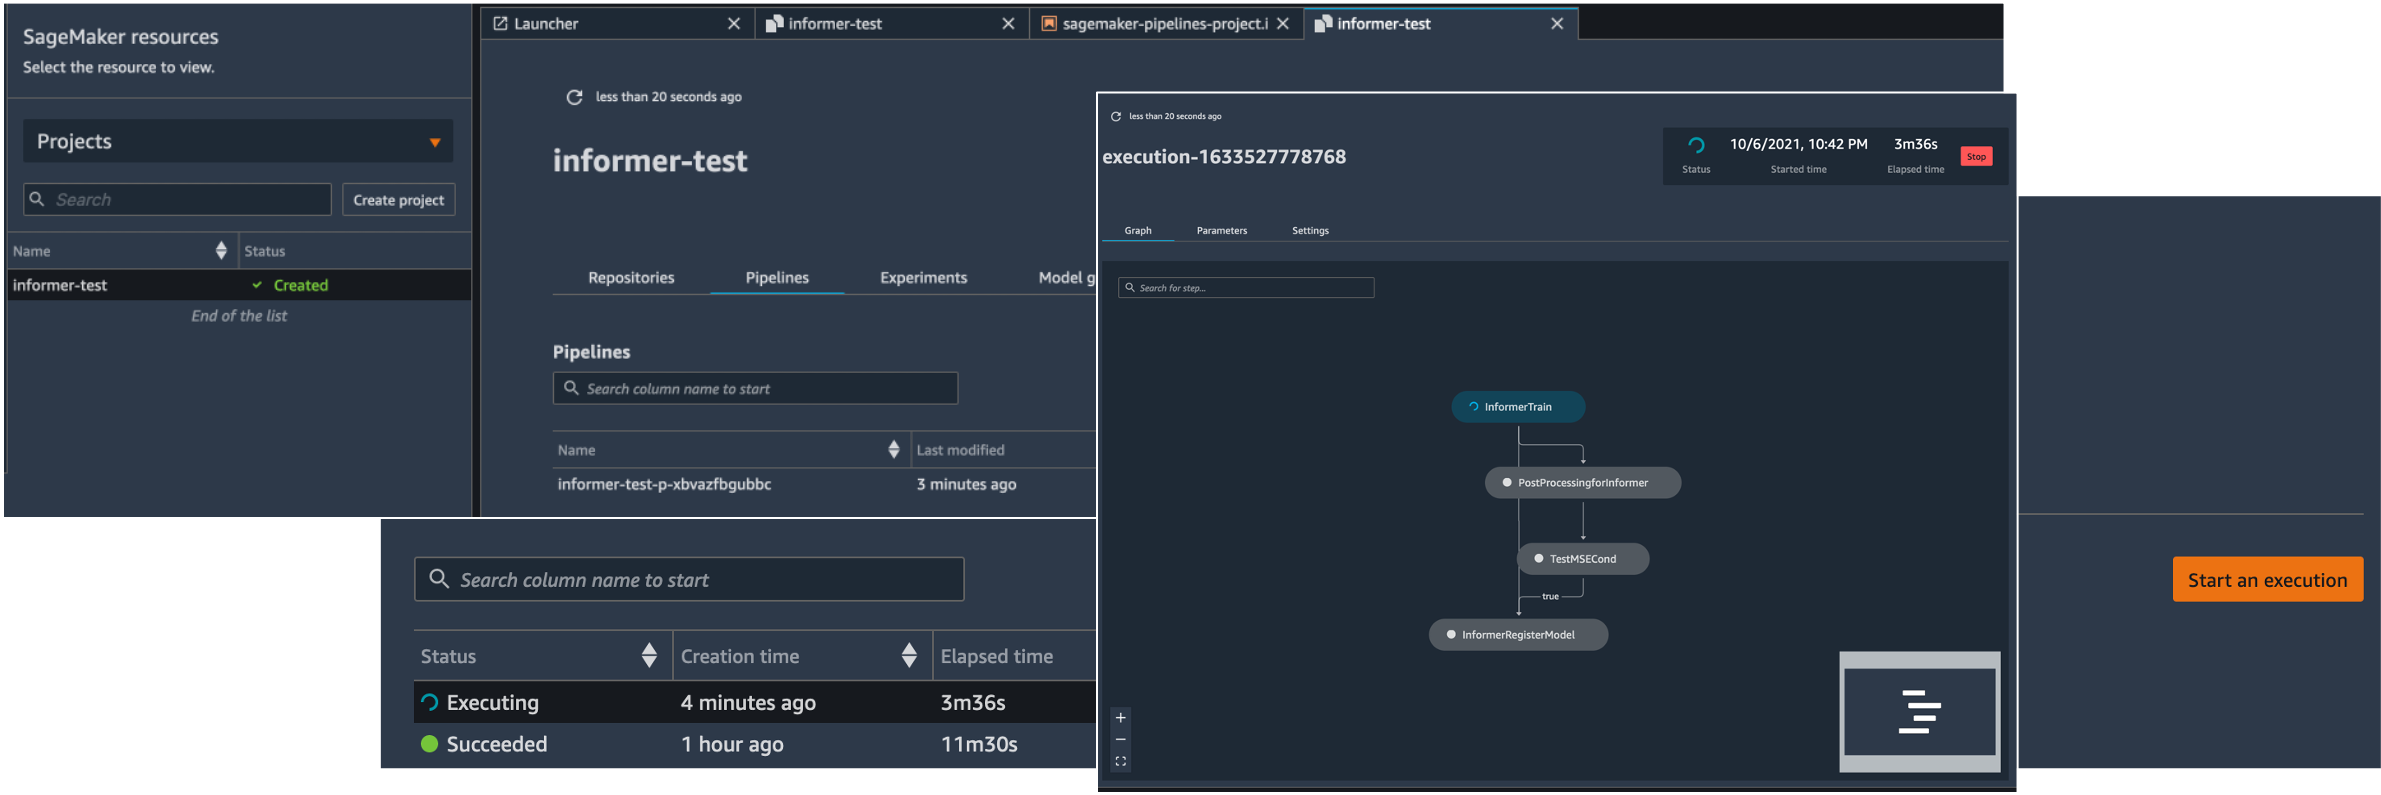 SageMaker resources
Select the resource to view.
Projects
Search
Create project
Name
Status
informer-test
Created
End of the list
Launcher
informer-test
sagemaker-pipelines-project.i
informer-test
less than 20 seconds ago
informer-test
Repositories
Pipelines
Experiments
Model g
Pipelines
Search column name to start
Name
Last modified
informer-test-p-xbvazfbgubbc
3 minutes ago
Search column name to start
Status
Creation time
Elapsed time
Executing
4 minutes ago
3m36s
Succeeded
1 hour ago
11m30s
less than 20 seconds ago
execution-1633527778768
10/6/2021, 10:42 PM
3m36s
Stop
Status
Started time
Elapsed time
Graph
Parameters
Settings
Search for step...
InformerTrain
PostProcessingforInformer
TestMSECond
true
InformerRegisterModel
Start an execution